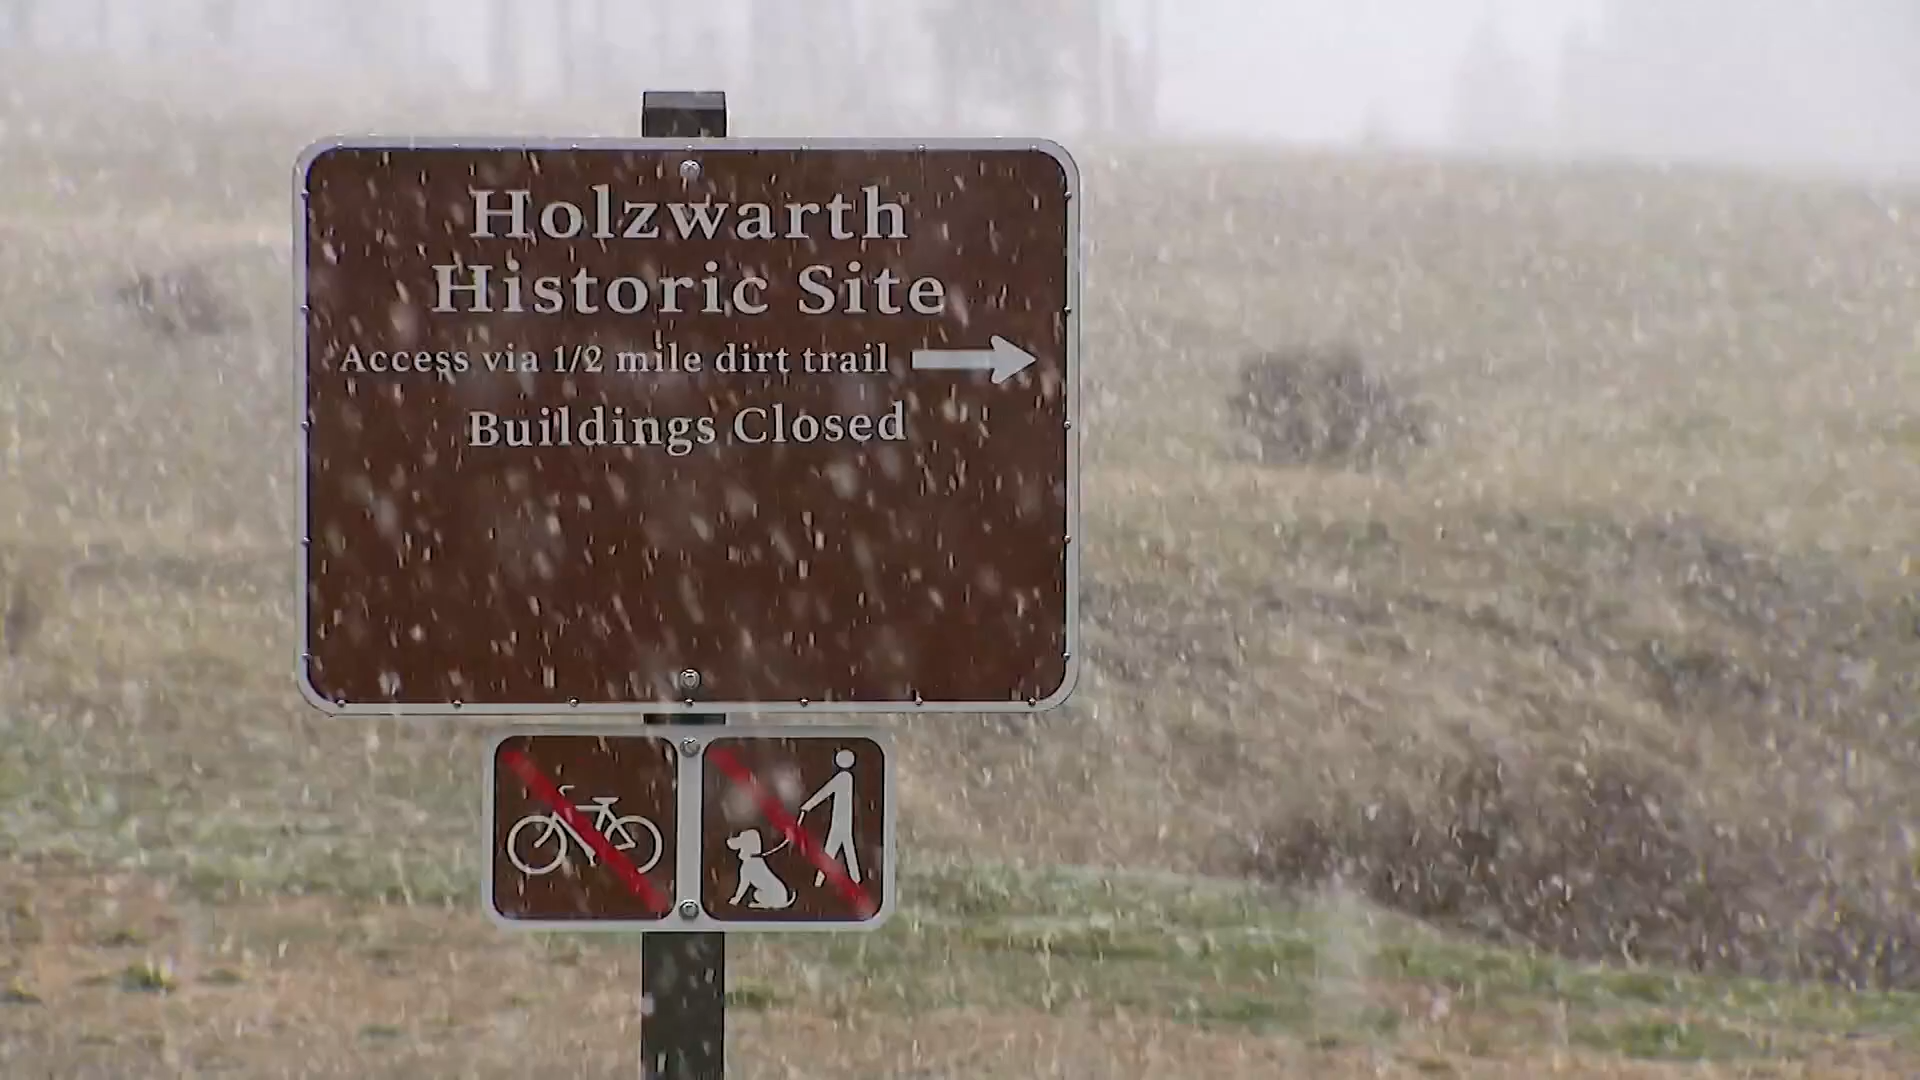 Holzwarth
Historic Site
Access via 1/2 mile dirt trail
Buildings Closed